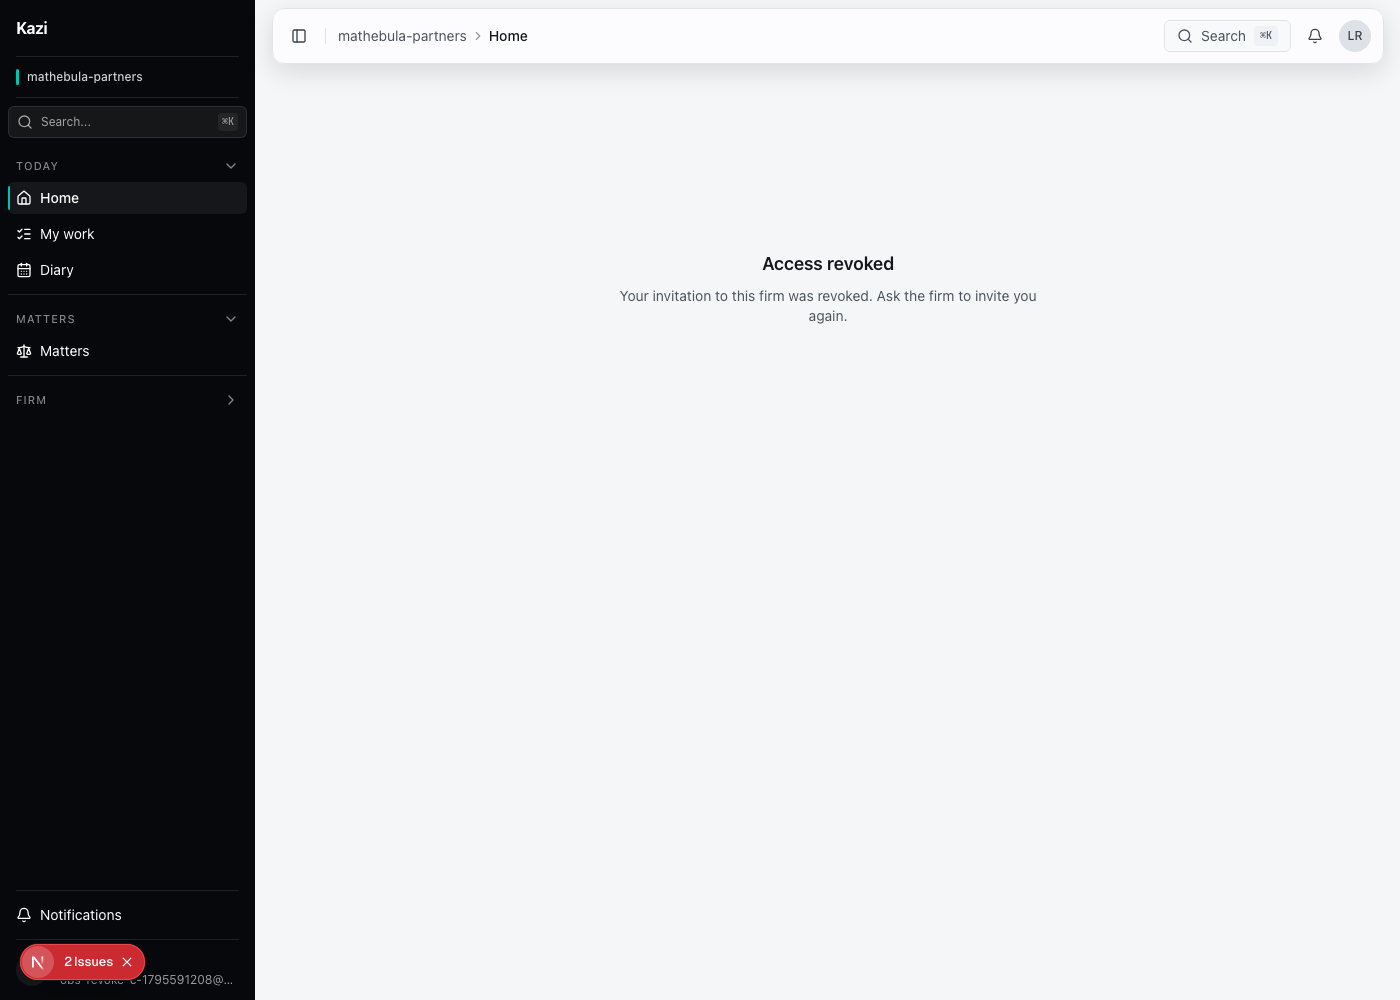 Kazi
mathebula-partners
Search... ⌘K
TODAY
Home
My work
Diary
MATTERS
Matters
FIRM
Notifications
2 Issues
mathebula-partners > Home
Search ⌘K
LR
Access revoked
Your invitation to this firm was revoked. Ask the firm to invite you
again.